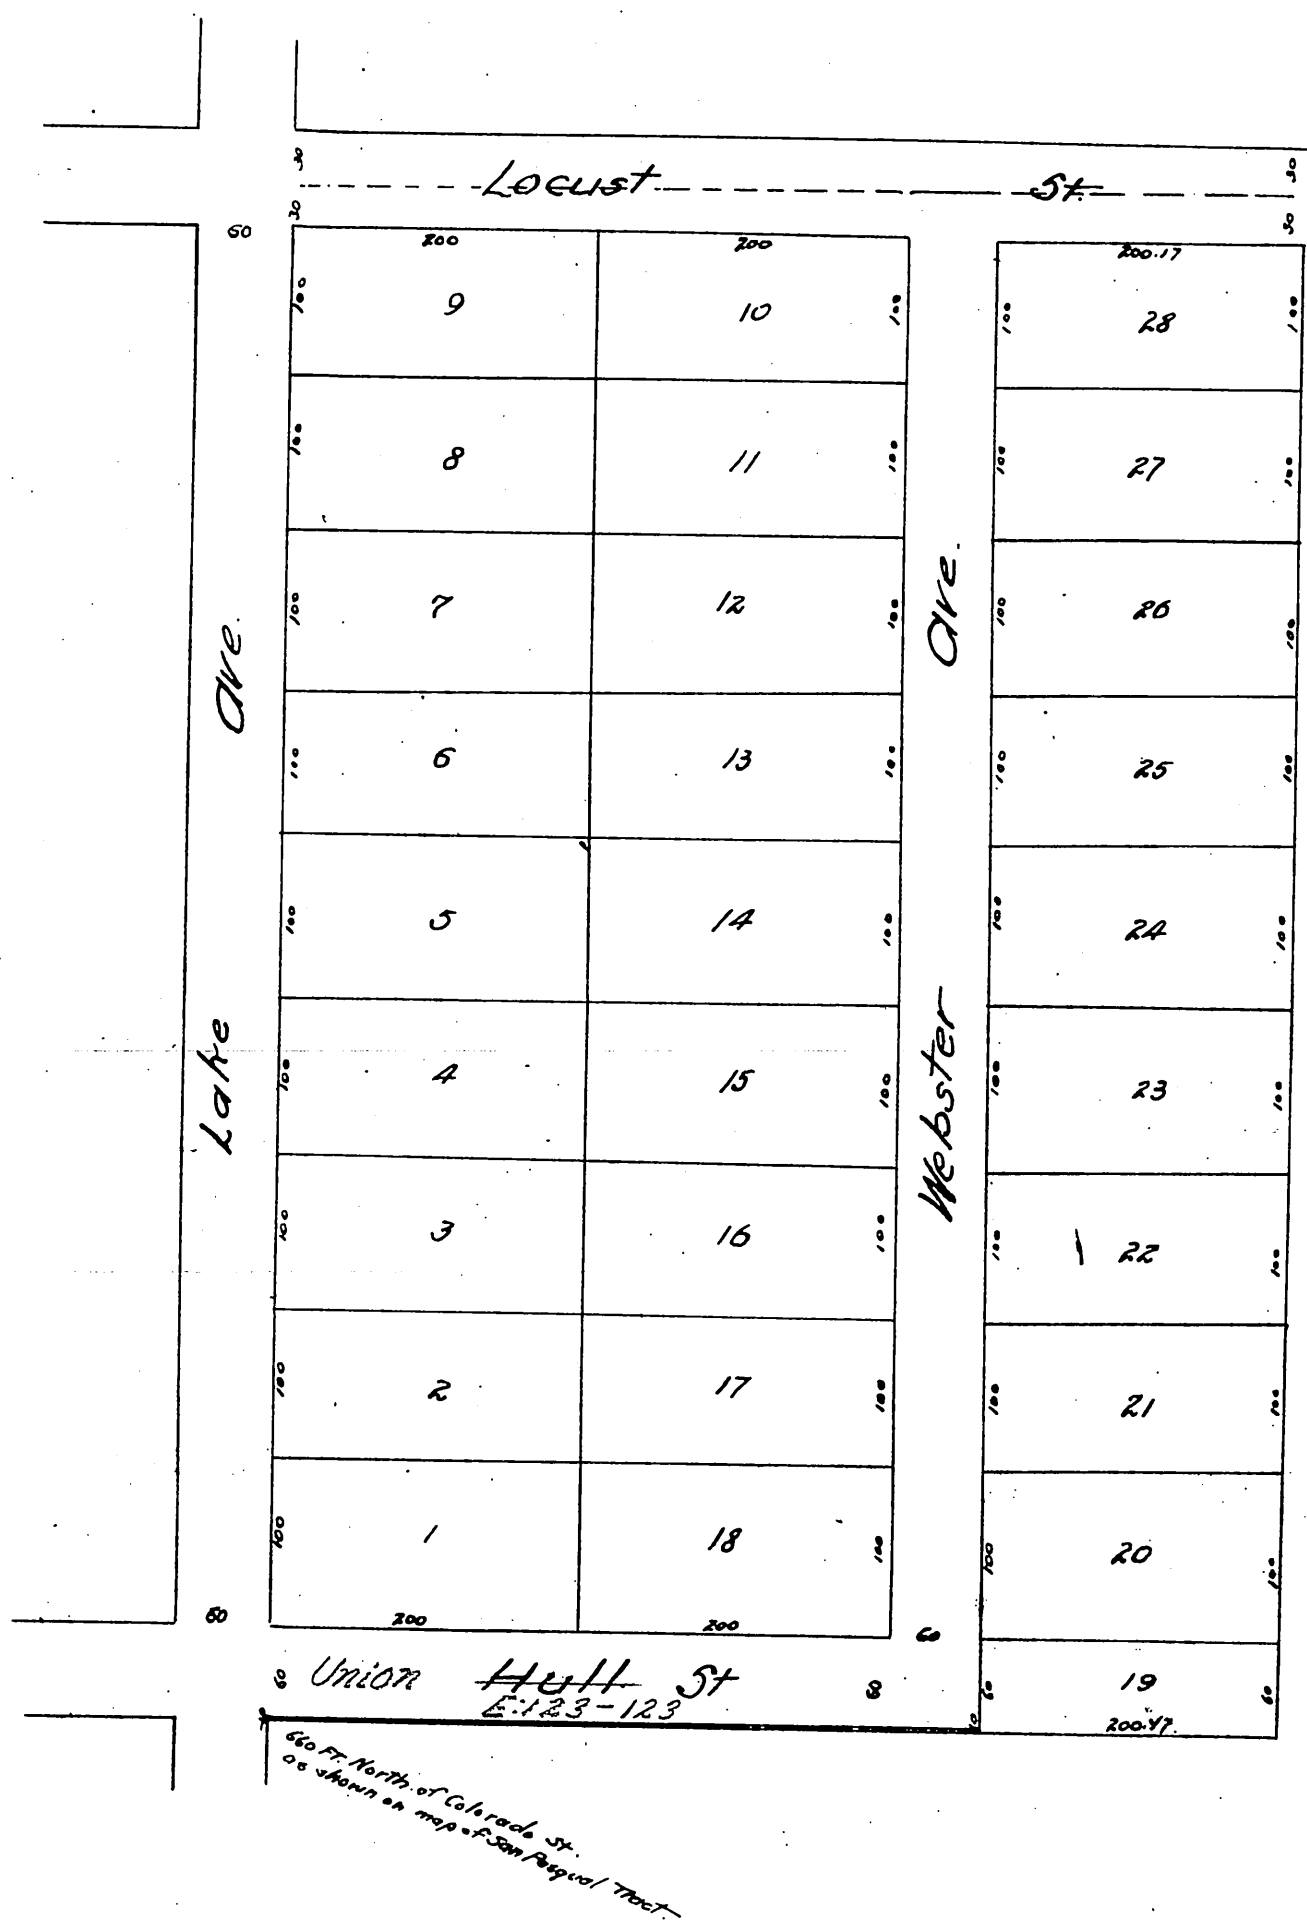 30 30
Locust St.
30 30
60
200 200 200.17
100 9 10 100 100 28 100
100 8 11 100 100 27 100
100 7 12 100 100 26 100
Lake Ave.
Webster Ave.
100 6 13 100 100 25 100
100 5 14 100 100 24 100
100 4 15 100 100 23 100
100 3 16 100 100 22 100
100 2 17 100 100 21 100
100 1 18 100 100 20 100
60 200 200 60
60 Union Hull St 60 60 19 60
E:123-123
200.47
660 Ft. North of Colorado St.
as shown on map of San Pasqual Tract.